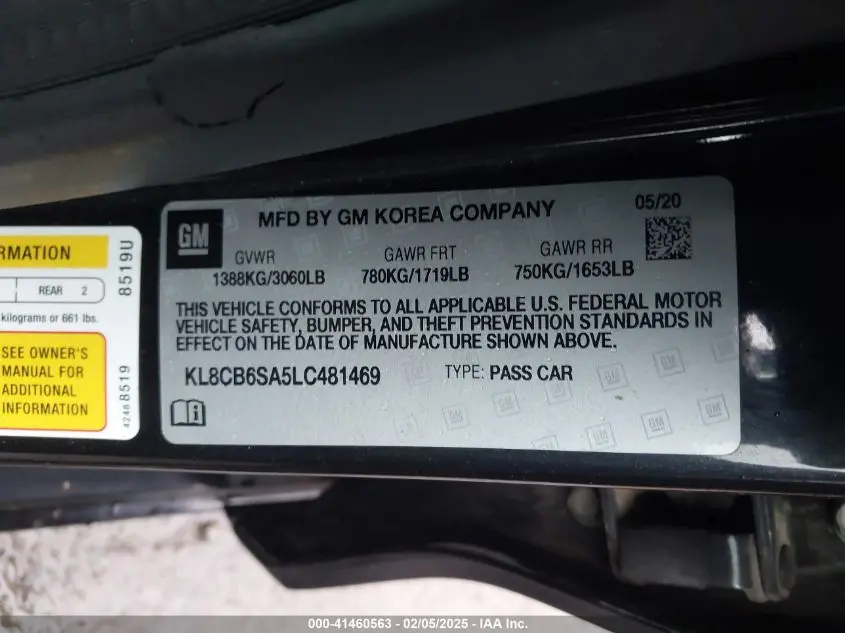 RMATION
REAR 2
kilograms or 661 lbs.
SEE OWNER'S
MANUAL FOR
ADDITIONAL
INFORMATION
8519U
42488519
GM
MFD BY GM KOREA COMPANY
05/20
GVWR
GAWR FRT
GAWR RR
1388KG/3060LB
780KG/1719LB
750KG/1653LB
THIS VEHICLE CONFORMS TO ALL APPLICABLE U.S. FEDERAL MOTOR
VEHICLE SAFETY, BUMPER, AND THEFT PREVENTION STANDARDS IN
EFFECT ON THE DATE OF MANUFACTURE SHOWN ABOVE.
KL8CB6SA5LC481469
TYPE: PASS CAR
000-41460563 - 02/05/2025 - IAA Inc.